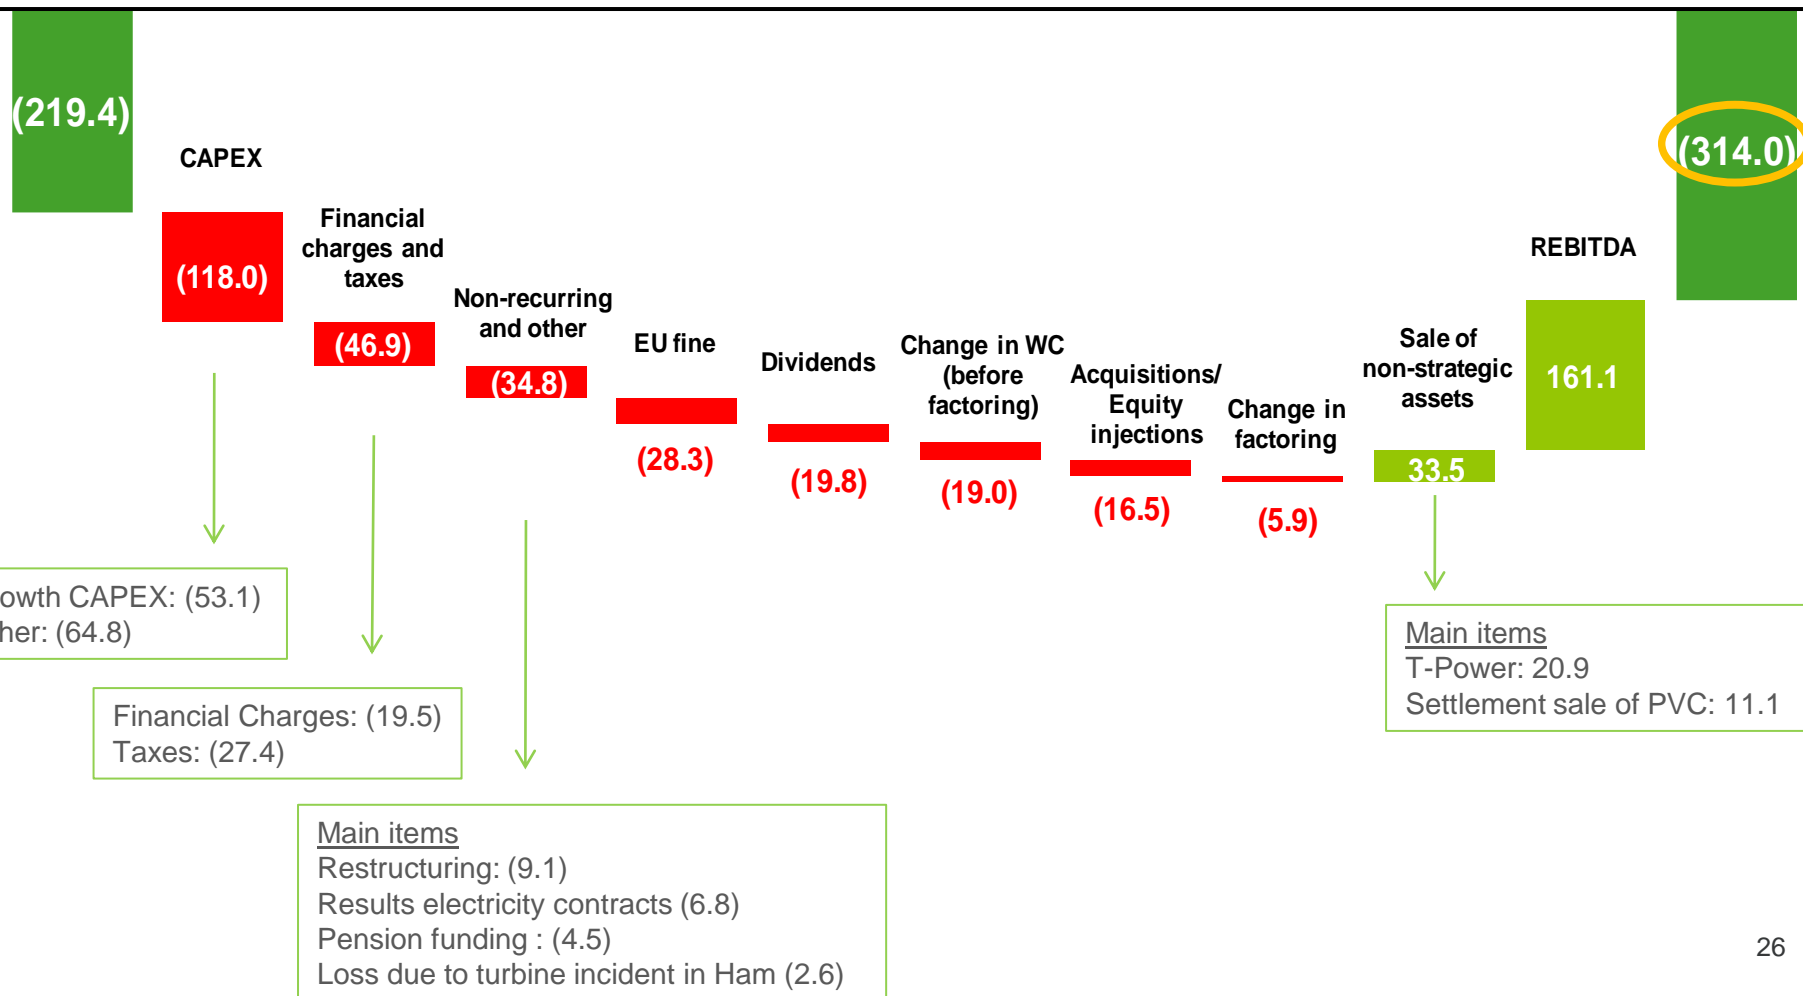 (219.4)
CAPEX
(118.0)
Financial
charges and
taxes
(46.9)
Non-recurring
and other
(34.8)
EU fine
(28.3)
Dividends
(19.8)
Change in WC
(before
factoring)
(19.0)
Acquisitions/
Equity
injections
(16.5)
Change in
factoring
(5.9)
Sale of
non-strategic
assets
33.5
REBITDA
161.1
(314.0)
owth CAPEX: (53.1)
her: (64.8)
Financial Charges: (19.5)
Taxes: (27.4)
Main items
Restructuring: (9.1)
Results electricity contracts (6.8)
Pension funding : (4.5)
Loss due to turbine incident in Ham (2.6)
Main items
T-Power: 20.9
Settlement sale of PVC: 11.1
26